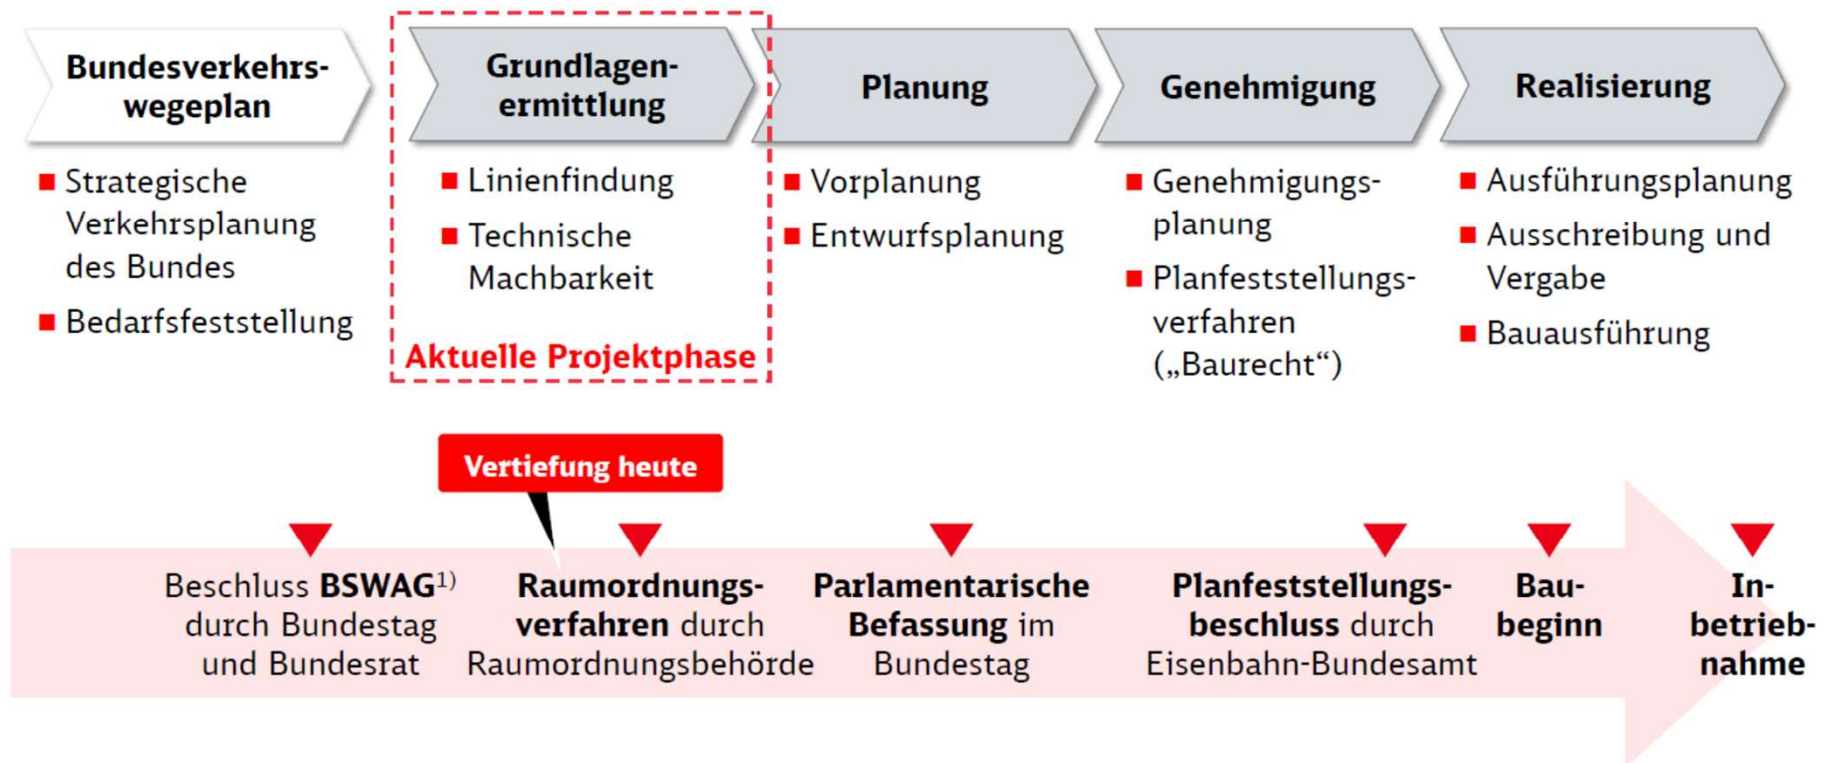 Bundesverkehrs-
wegeplan
Grundlagen-
ermittlung
Planung
Genehmigung
Realisierung
Strategische
Verkehrsplanung
des Bundes
Bedarfsfeststellung
Linienfindung
Technische
Machbarkeit
Aktuelle Projektphase
Vorplanung
Entwurfsplanung
Genehmigungs-
planung
Planfeststellungs-
verfahren
(„Baurecht“)
Ausführungsplanung
Ausschreibung und
Vergabe
Bauausführung
Vertiefung heute
Beschluss BSWAG1)
durch Bundestag
und Bundesrat
Raumordnungs-
verfahren durch
Raumordnungsbehörde
Parlamentarische
Befassung im
Bundestag
Planfeststellungs-
beschluss durch
Eisenbahn-Bundesamt
Bau-
beginn
In-
betrieb-
nahme